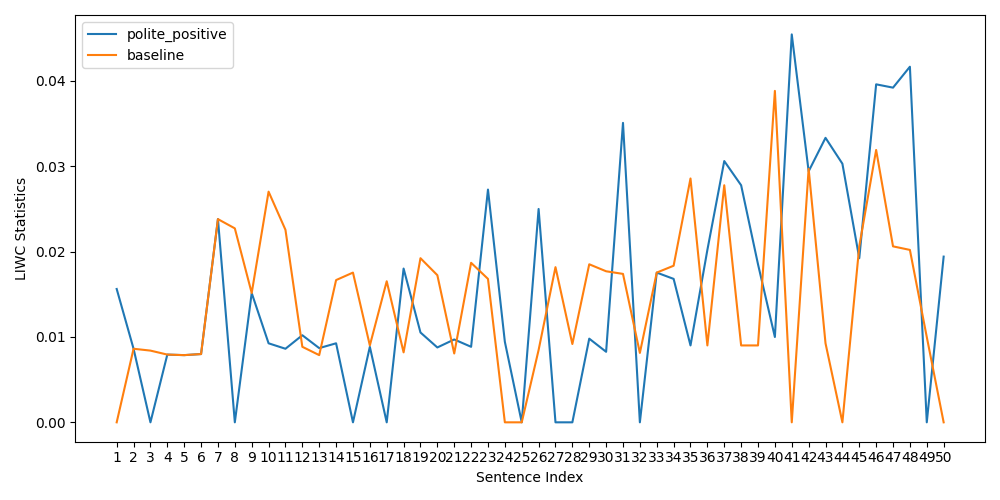 polite_positive
baseline
0.04
0.03
0.02
0.01
0.00
LIWC Statistics
1 2 3 4 5 6 7 8 9 10 11 12 13 14 15 16 17 18 19 20 21 22 23 24 25 26 27 28 29 30 31 32 33 34 35 36 37 38 39 40 41 42 43 44 45 46 47 48 49 50
Sentence Index